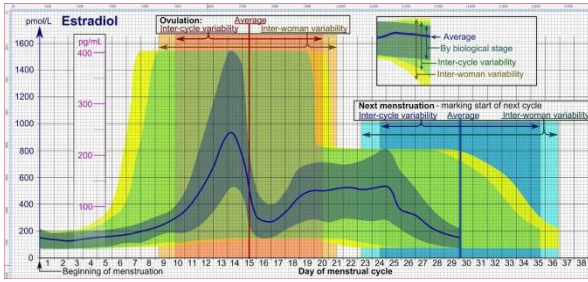 pmol/L Estradiol
Ovulation:
Average
Inter-cycle variability
Inter-woman variability
pg/mL
1600
1400
1200
1000
800
600
400
200
0
400
300
200
100
Average
By biological stage
Inter-cycle variability
Inter-woman variability
Next menstruation - marking start of next cycle
Inter-cycle variability Average Inter-woman variability
1 2 3 4 5 6 7 8 9 10 11 12 13 14 15 16 17 18 19 20 21 22 23 24 25 26 27 28 29 30 31 32 33 34 35 36 37 38
Beginning of menstruation
Day of menstrual cycle